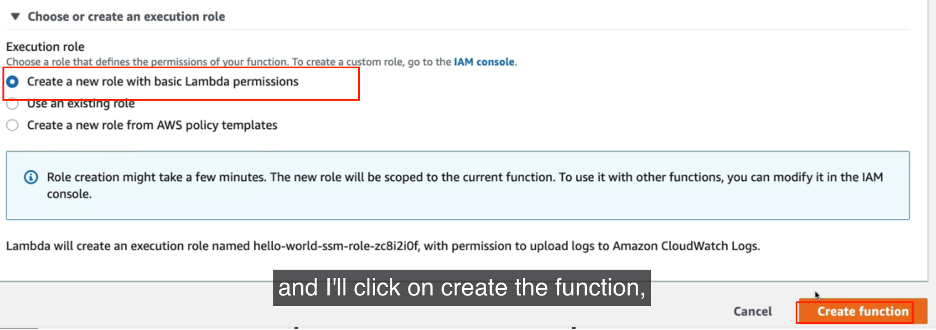 Choose or create an execution role
Execution role
Choose a role that defines the permissions of your function. To create a custom role, go to the IAM console.
Create a new role with basic Lambda permissions
Use an existing role
Create a new role from AWS policy templates
Role creation might take a few minutes. The new role will be scoped to the current function. To use it with other functions, you can modify it in the IAM
console.
Lambda will create an execution role named hello-world-ssm-role-zc8i2i0f, with permission to upload logs to Amazon CloudWatch Logs.
and I'll click on create the function,
Cancel
Create function